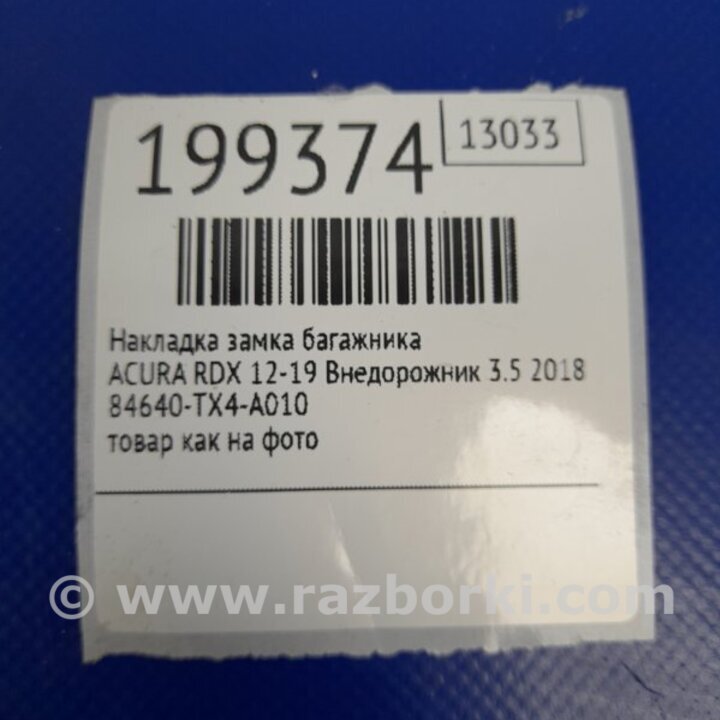 199374
13033
Накладка замка багажника
ACURA RDX 12-19 Внедорожник 3.5 2018
84640-TX4-A010
товар как на фото
© www.razborki.com